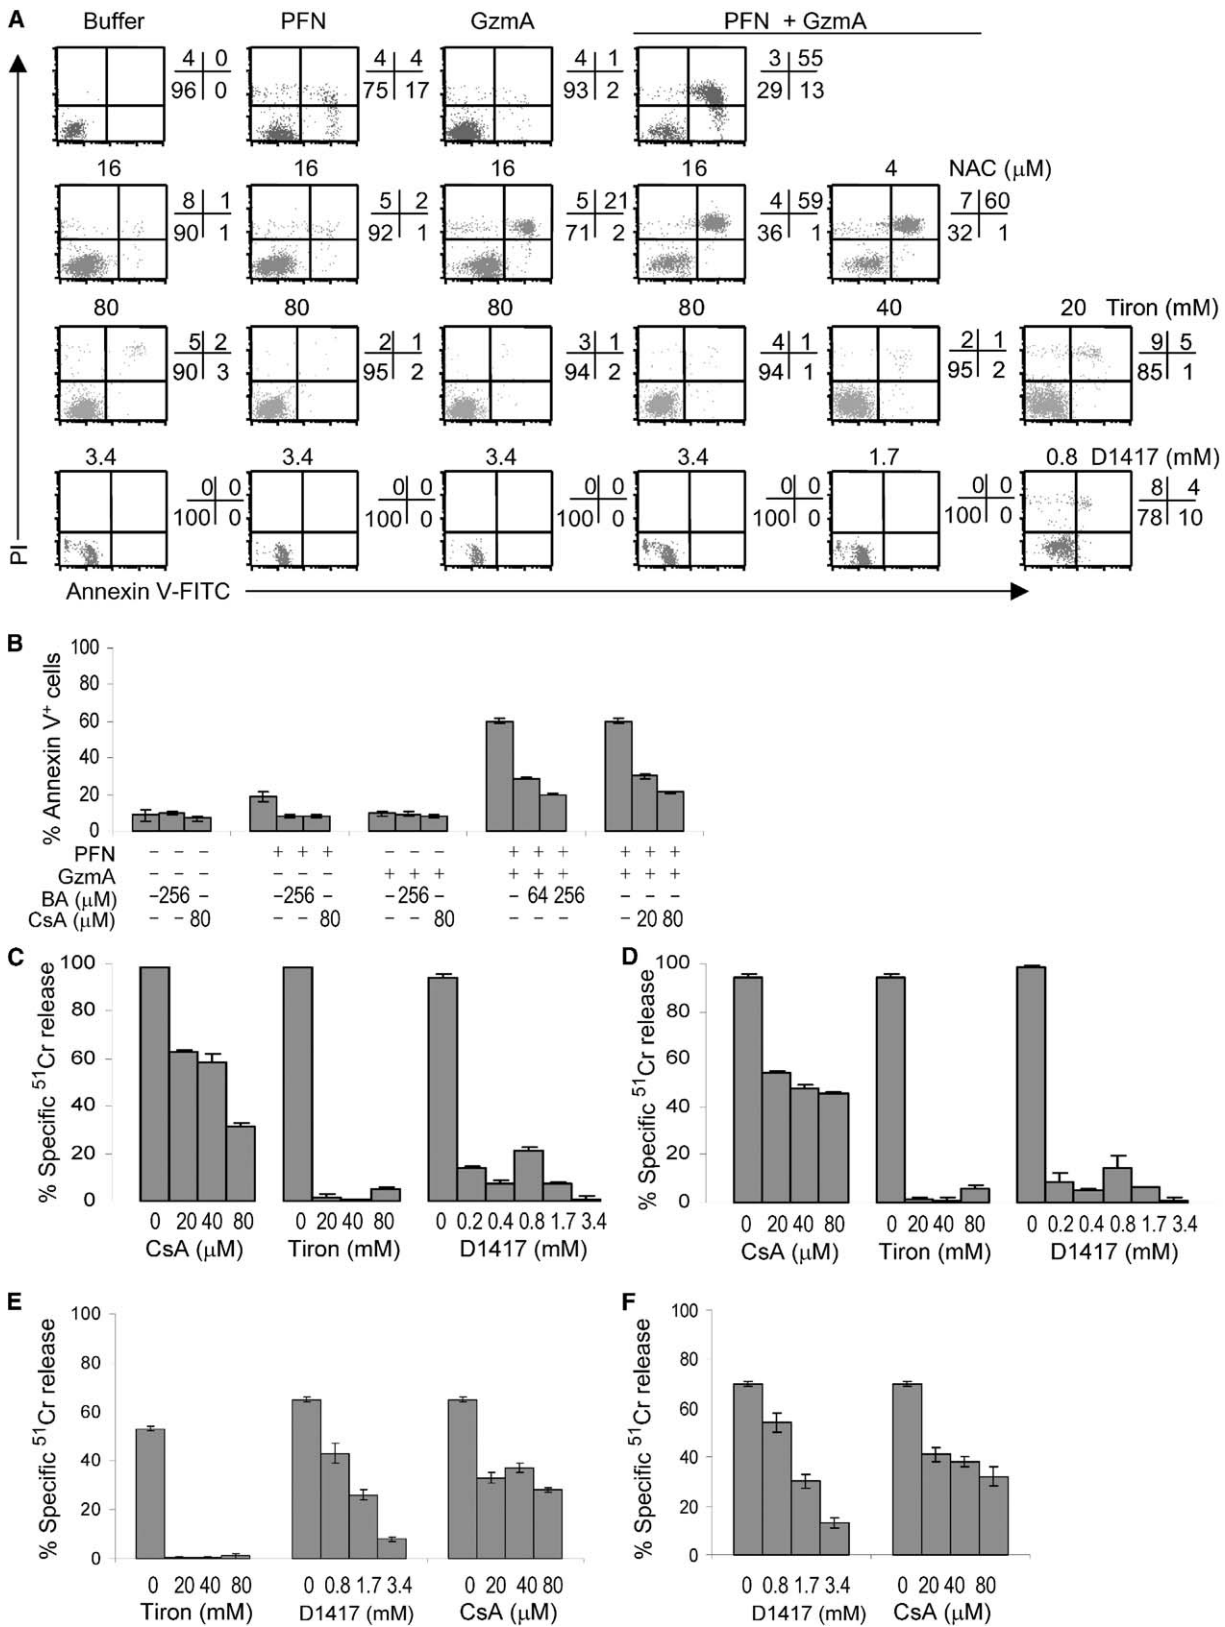 A Buffer PFN GzmA PFN + GzmA
4 0 4 4 4 1 3 55
96 0 75 17 93 2 29 13
16 16 16 16 4 NAC (μM)
8 1 5 2 5 21 4 59 7 60
90 1 92 1 71 2 36 1 32 1
80 80 80 80 40 20 Tiron (mM)
5 2 2 1 3 1 4 1 2 1 9 5
90 3 95 2 94 2 94 1 95 2 85 1
3.4 3.4 3.4 3.4 1.7 0.8 D1417 (mM)
0 0 0 0 0 0 0 0 0 0 8 4
100 0 100 0 100 0 100 0 100 0 78 10
PI
Annexin V-FITC
B
% Annexin V+ cells
100
80
60
40
20
0
PFN – – – + + + – – – + + + + + +
GzmA – – – – – – + + + + + + + + +
BA (μM) –256 – –256 – –256 – – 64 256 – – –
CsA (μM) – – 80 – – 80 – – 80 – – – – 20 80
C
% Specific 51Cr release
100
80
60
40
20
0
0 20 40 80 0 20 40 80 0 0.2 0.4 0.8 1.7 3.4
CsA (μM) Tiron (mM) D1417 (mM)
D
% Specific 51Cr release
100
80
60
40
20
0
0 20 40 80 0 20 40 80 0 0.2 0.4 0.8 1.7 3.4
CsA (μM) Tiron (mM) D1417 (mM)
E
% Specific 51Cr release
100
80
60
40
20
0
0 20 40 80 0 0.8 1.7 3.4 0 20 40 80
Tiron (mM) D1417 (mM) CsA (μM)
F
% Specific 51Cr release
100
80
60
40
20
0
0 0.8 1.7 3.4 0 20 40 80
D1417 (mM) CsA (μM)